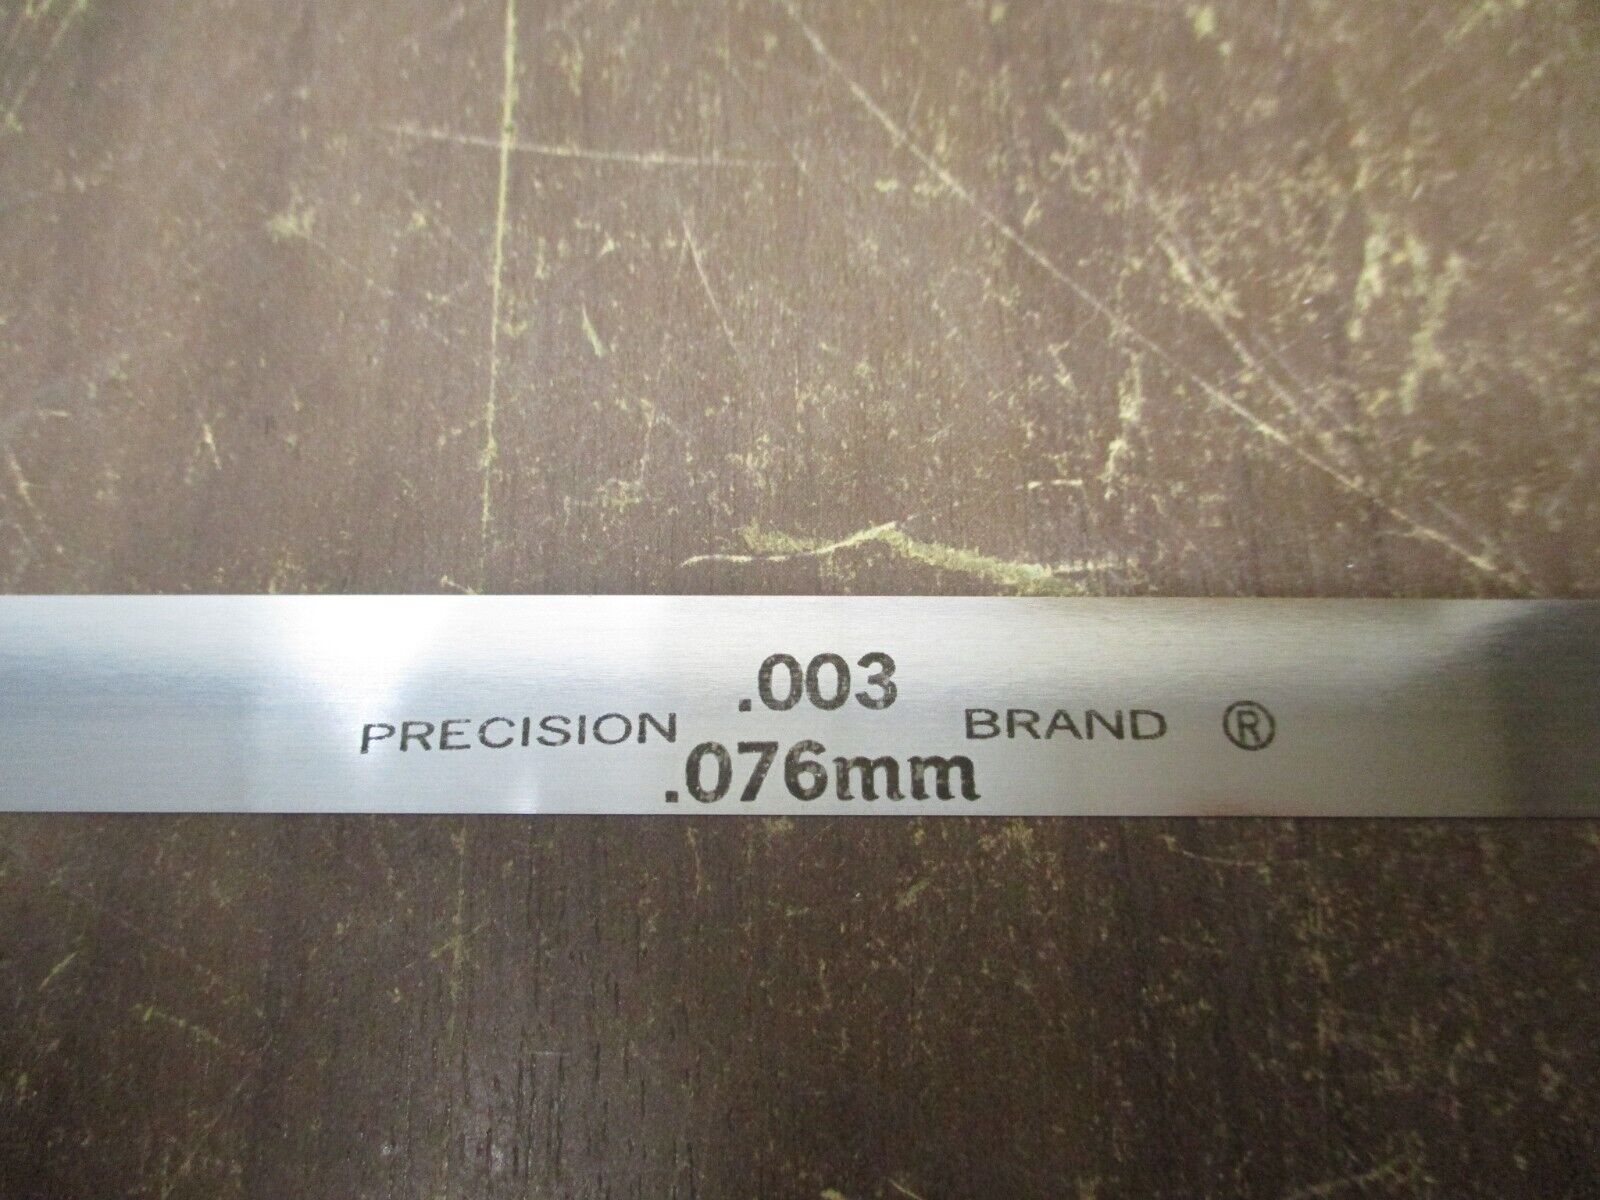 .003
PRECISION BRAND ®
.076mm